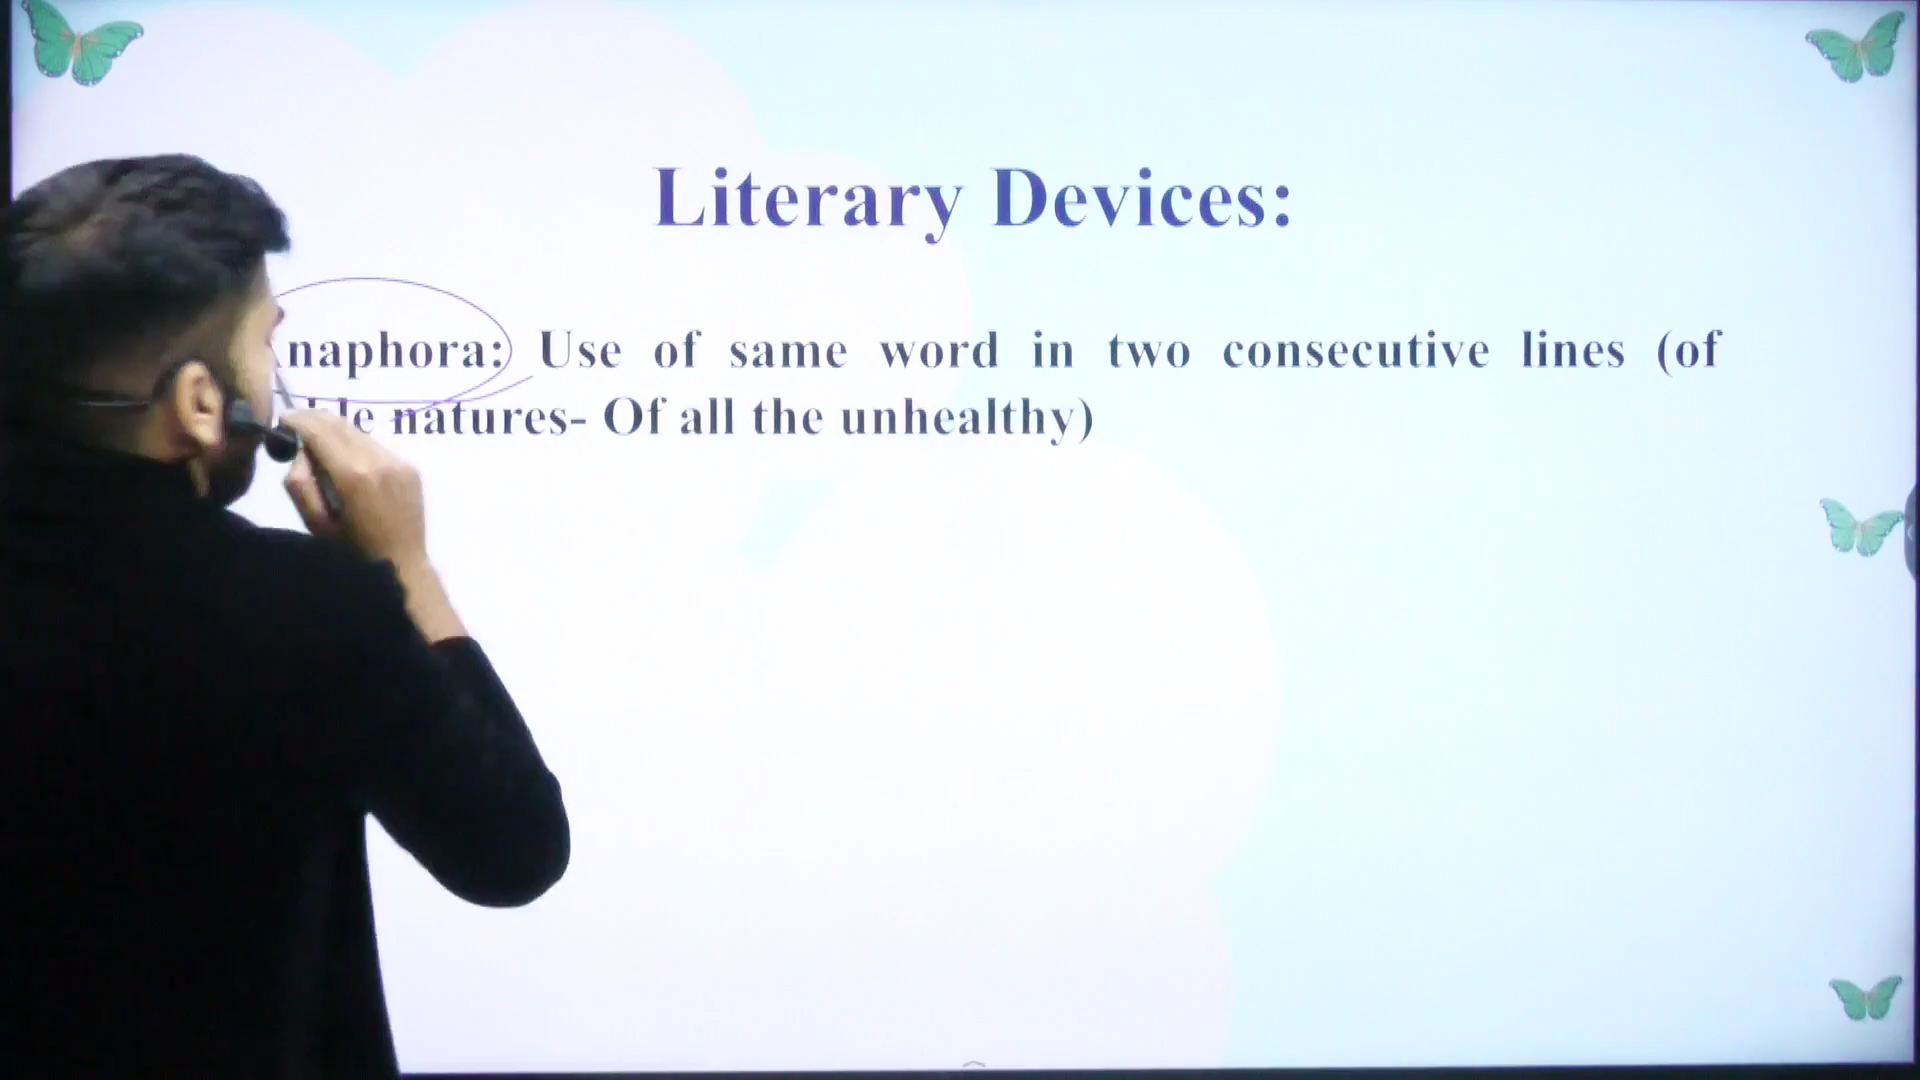 Literary Devices:
naphora: Use of same word in two consecutive lines (of
natures- Of all the unhealthy)